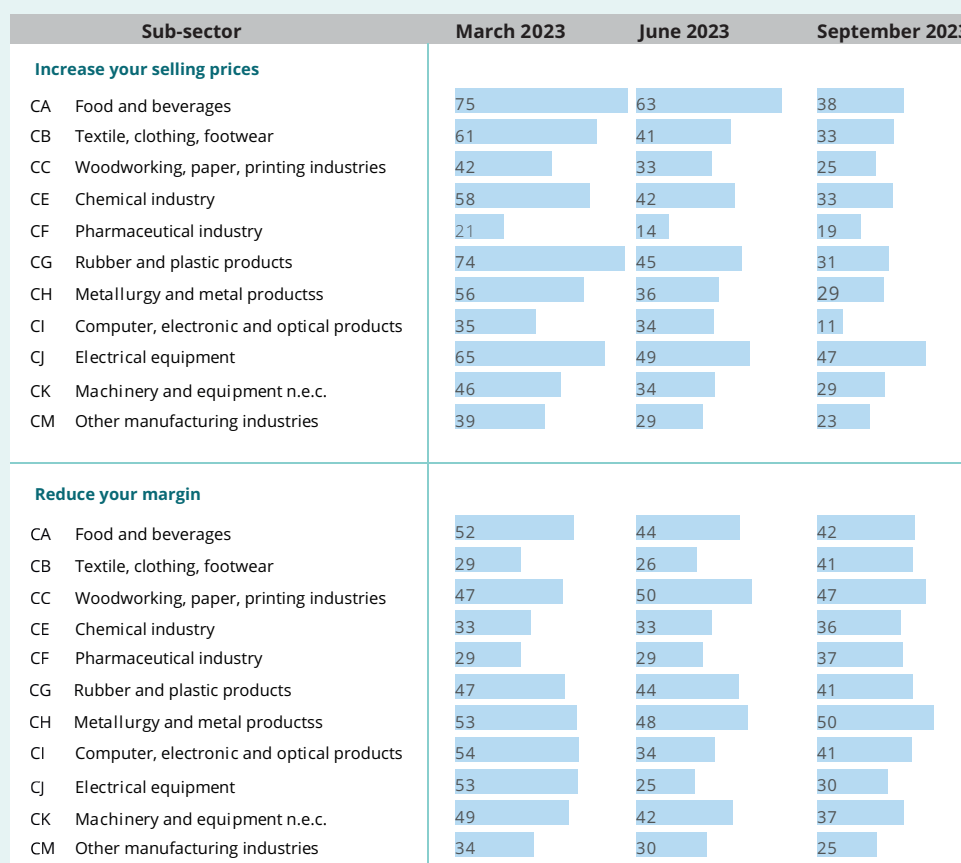 Sub-sector March 2023 June 2023 September 2023
Increase your selling prices
CA Food and beverages 75 63 38
CB Textile, clothing, footwear 61 41 33
CC Woodworking, paper, printing industries 42 33 25
CE Chemical industry 58 42 33
CF Pharmaceutical industry 21 14 19
CG Rubber and plastic products 74 45 31
CH Metallurgy and metal productss 56 36 29
CI Computer, electronic and optical products 35 34 11
CJ Electrical equipment 65 49 47
CK Machinery and equipment n.e.c. 46 34 29
CM Other manufacturing industries 39 29 23
Reduce your margin
CA Food and beverages 52 44 42
CB Textile, clothing, footwear 29 26 41
CC Woodworking, paper, printing industries 47 50 47
CE Chemical industry 33 33 36
CF Pharmaceutical industry 29 29 37
CG Rubber and plastic products 47 44 41
CH Metallurgy and metal productss 53 48 50
CI Computer, electronic and optical products 54 34 41
CJ Electrical equipment 53 25 30
CK Machinery and equipment n.e.c. 49 42 37
CM Other manufacturing industries 34 30 25